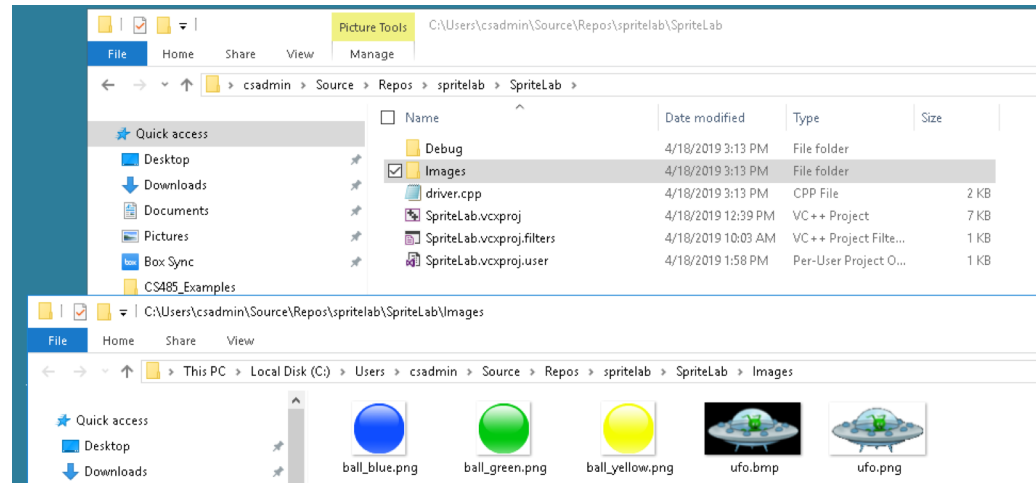 Picture Tools C:\Users\csadmin\Source\Repos\spritelab\SpriteLab
File Home Share View Manage
csadmin > Source > Repos > spritelab > SpriteLab >
Name Date modified Type Size
Quick access
Desktop
Downloads
Documents
Pictures
box Box Sync
CS485_Examples
Debug 4/18/2019 3:13 PM File folder
Images 4/18/2019 3:13 PM File folder
driver.cpp 4/18/2019 3:13 PM CPP File 2 KB
SpriteLab.vcxproj 4/18/2019 12:39 PM VC++ Project 7 KB
SpriteLab.vcxproj.filters 4/18/2019 10:03 AM VC++ Project Filte... 1 KB
SpriteLab.vcxproj.user 4/18/2019 1:58 PM Per-User Project O... 1 KB
C:\Users\csadmin\Source\Repos\spritelab\SpriteLab\Images
File Home Share View
> This PC > Local Disk (C:) > Users > csadmin > Source > Repos > spritelab > SpriteLab > Images
Quick access
Desktop
Downloads
ball_blue.png ball_green.png ball_yellow.png ufo.bmp ufo.png